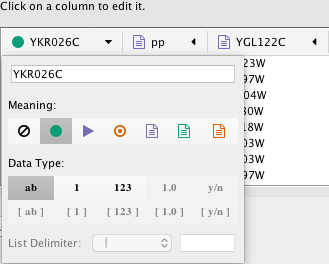 Click on a column to edit it.
YKR026C pp YGL122C
YKR026C
23W
97W
Meaning:
04W
80W
18W
03W
Data Type:
03W
97W
ab 1 123 1.0 y/n
[ ab ] [ 1 ] [ 123 ] [ 1.0 ] [ y/n ]
List Delimiter: |